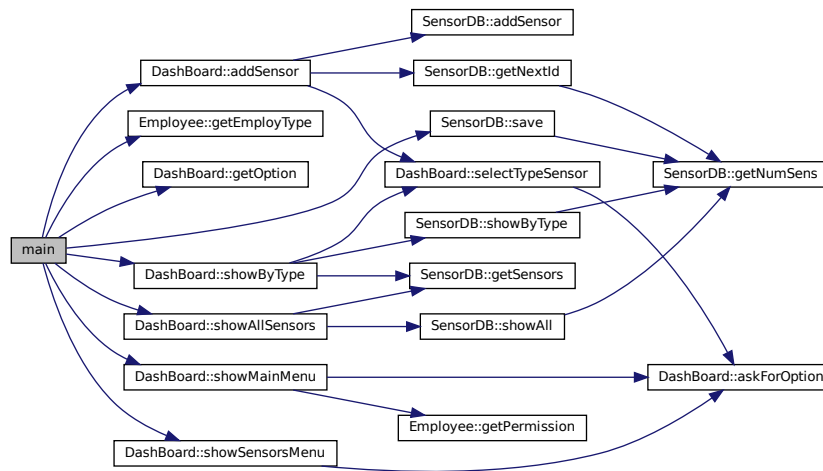 SensorDB::addSensor
DashBoard::addSensor
SensorDB::getNextId
Employee::getEmployType
SensorDB::save
DashBoard::getOption
DashBoard::selectTypeSensor
SensorDB::getNumSens
SensorDB::showByType
main
DashBoard::showByType
SensorDB::getSensors
DashBoard::showAllSensors
SensorDB::showAll
DashBoard::showMainMenu
DashBoard::askForOption
Employee::getPermission
DashBoard::showSensorsMenu